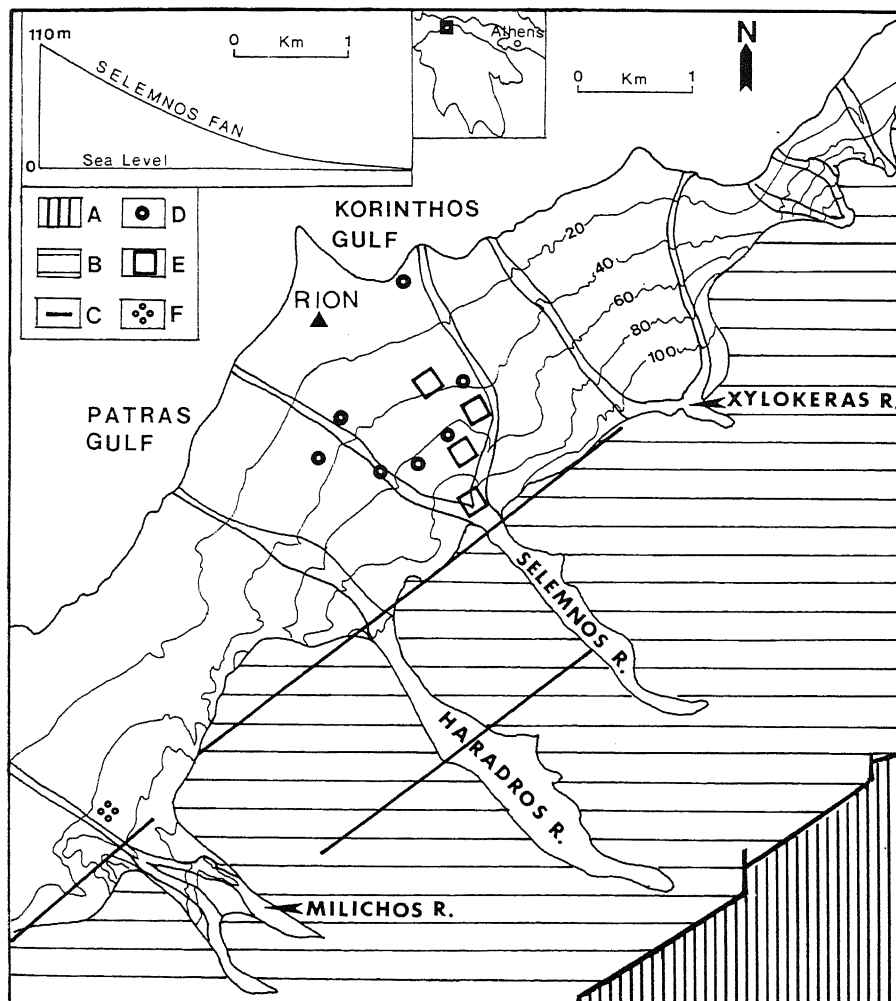 110m
0 Km 1
SELEMNOS FAN
Sea Level
0
Athens
N
0 Km 1
A D
B E
C F
KORINTHOS
GULF
RION
PATRAS
GULF
20
40
60
80
100
XYLOKERAS R.
SELEMNOS R.
HARADROS R.
MILICHOS R.